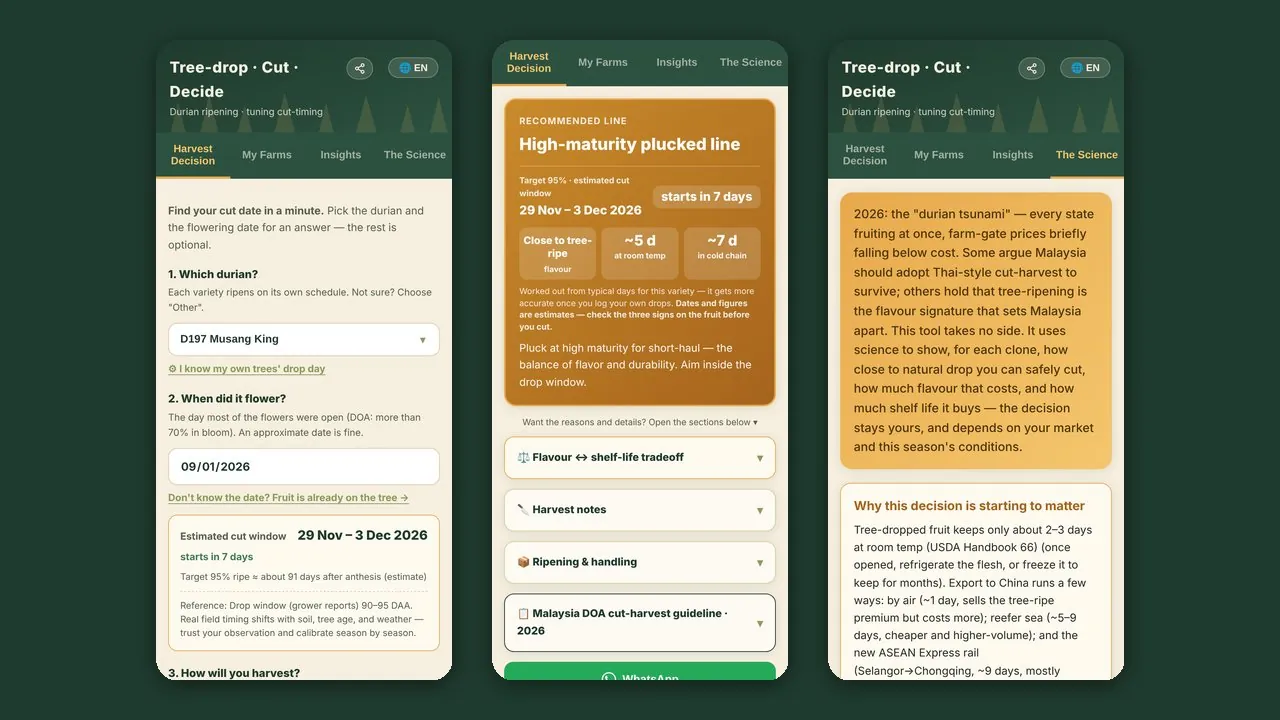 Tree-drop · Cut ·
Decide
🌐 EN
Durian ripening · tuning cut-timing
Harvest
Decision
My Farms
Insights
The Science
Find your cut date in a minute. Pick the durian and
the flowering date for an answer — the rest is
optional.
1. Which durian?
Each variety ripens on its own schedule. Not sure? Choose
"Other".
D197 Musang King ▼
⚙ I know my own trees' drop day
2. When did it flower?
The day most of the flowers were open (DOA: more than
70% in bloom). An approximate date is fine.
09/01/2026
Don't know the date? Fruit is already on the tree →
Estimated cut window 29 Nov – 3 Dec 2026
starts in 7 days
Target 95% ripe ≈ about 91 days after anthesis (estimate)
Reference: Drop window (grower reports) 90–95 DAA.
Real field timing shifts with soil, tree age, and weather —
trust your observation and calibrate season by season.
3. How will you harvest?
Harvest
Decision
My Farms
Insights
The Science
RECOMMENDED LINE
High-maturity plucked line
Target 95% · estimated cut
window
29 Nov – 3 Dec 2026
starts in 7 days
Close to tree-
ripe
flavour
~5 d
at room temp
~7 d
in cold chain
Worked out from typical days for this variety — it gets more
accurate once you log your own drops. Dates and figures
are estimates — check the three signs on the fruit before
you cut.
Pluck at high maturity for short-haul — the
balance of flavor and durability. Aim inside the
drop window.
Want the reasons and details? Open the sections below ▾
⚖️ Flavour ↔ shelf-life tradeoff ▼
🔪 Harvest notes ▼
📦 Ripening & handling ▼
📋 Malaysia DOA cut-harvest guideline ·
2026 ▼
WhatsApp
Tree-drop · Cut ·
Decide
🌐 EN
Durian ripening · tuning cut-timing
Harvest
Decision
My Farms
Insights
The Science
2026: the "durian tsunami" — every state
fruiting at once, farm-gate prices briefly
falling below cost. Some argue Malaysia
should adopt Thai-style cut-harvest to
survive; others hold that tree-ripening is
the flavour signature that sets Malaysia
apart. This tool takes no side. It uses
science to show, for each clone, how
close to natural drop you can safely cut,
how much flavour that costs, and how
much shelf life it buys — the decision
stays yours, and depends on your market
and this season's conditions.
Why this decision is starting to matter
Tree-dropped fruit keeps only about 2–3 days
at room temp (USDA Handbook 66) (once
opened, refrigerate the flesh, or freeze it to
keep for months). Export to China runs a few
ways: by air (~1 day, sells the tree-ripe
premium but costs more); reefer sea (~5–9
days, cheaper and higher-volume); and the
new ASEAN Express rail
(Selangor→Chongqing, ~9 days, mostly